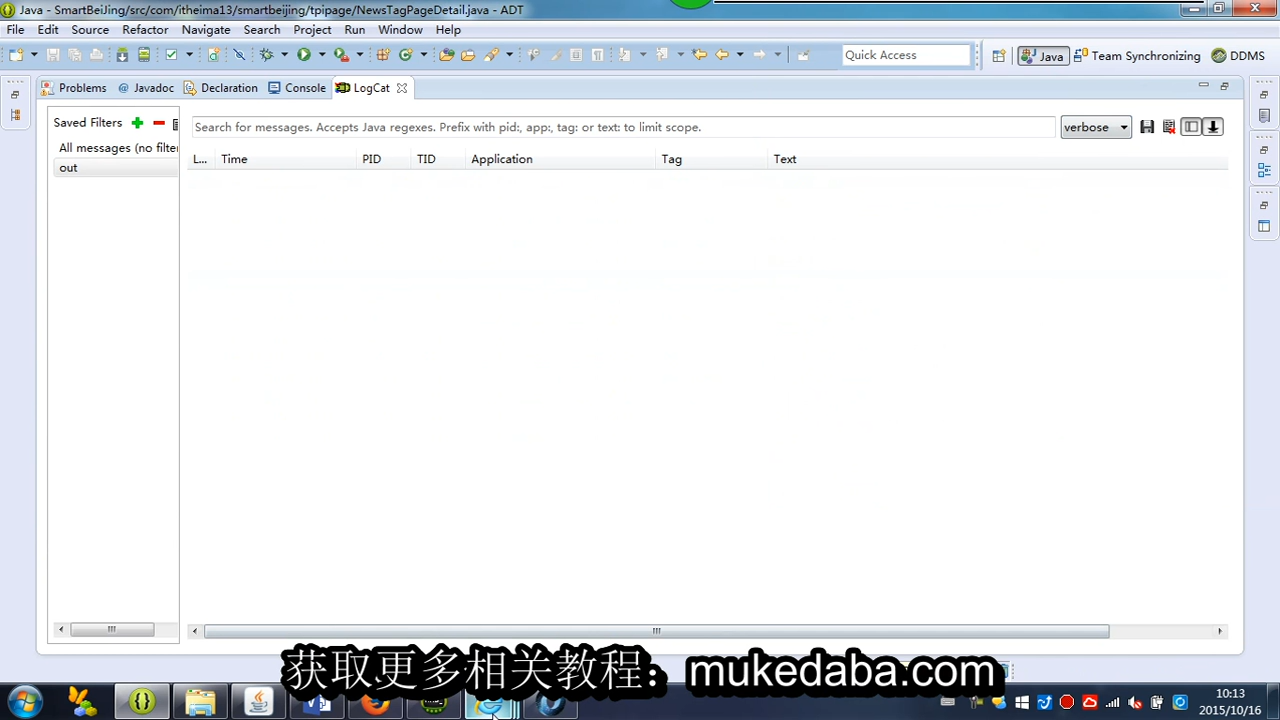 Java - SmartBeiJing/src/com/itheima13/smartbeijing/tpipage/NewsTagPageDetail.java - ADT
File Edit Source Refactor Navigate Search Project Run Window Help
Quick Access Java Team Synchronizing DDMS
Problems @ Javadoc Declaration Console LogCat
Saved Filters
Search for messages. Accepts Java regexes. Prefix with pid:, app:, tag: or text: to limit scope.
verbose
All messages (no filter
out
L... Time PID TID Application Tag Text
获取更多相关教程：mukedaba.com
10:13
2015/10/16